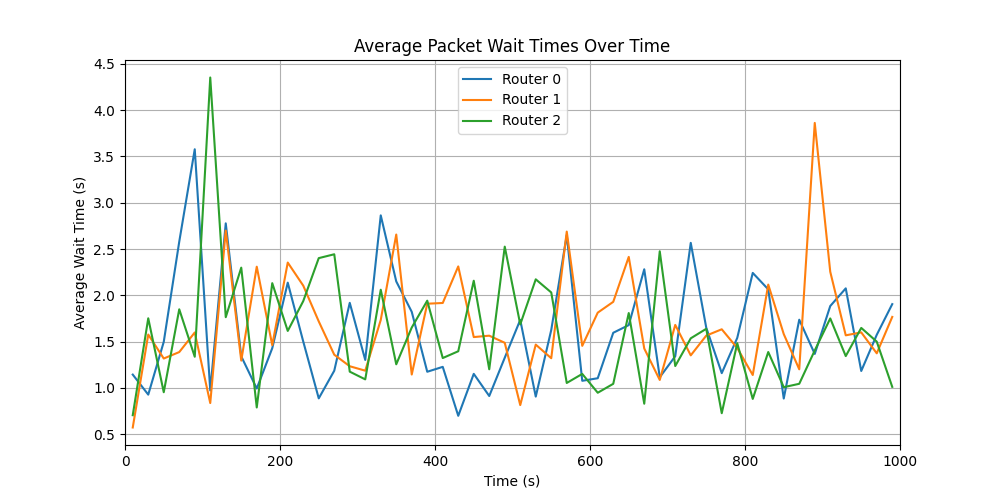 Average Packet Wait Times Over Time
Router 0
Router 1
Router 2
Average Wait Time (s)
4.5
4.0
3.5
3.0
2.5
2.0
1.5
1.0
0.5
0 200 400 600 800 1000
Time (s)